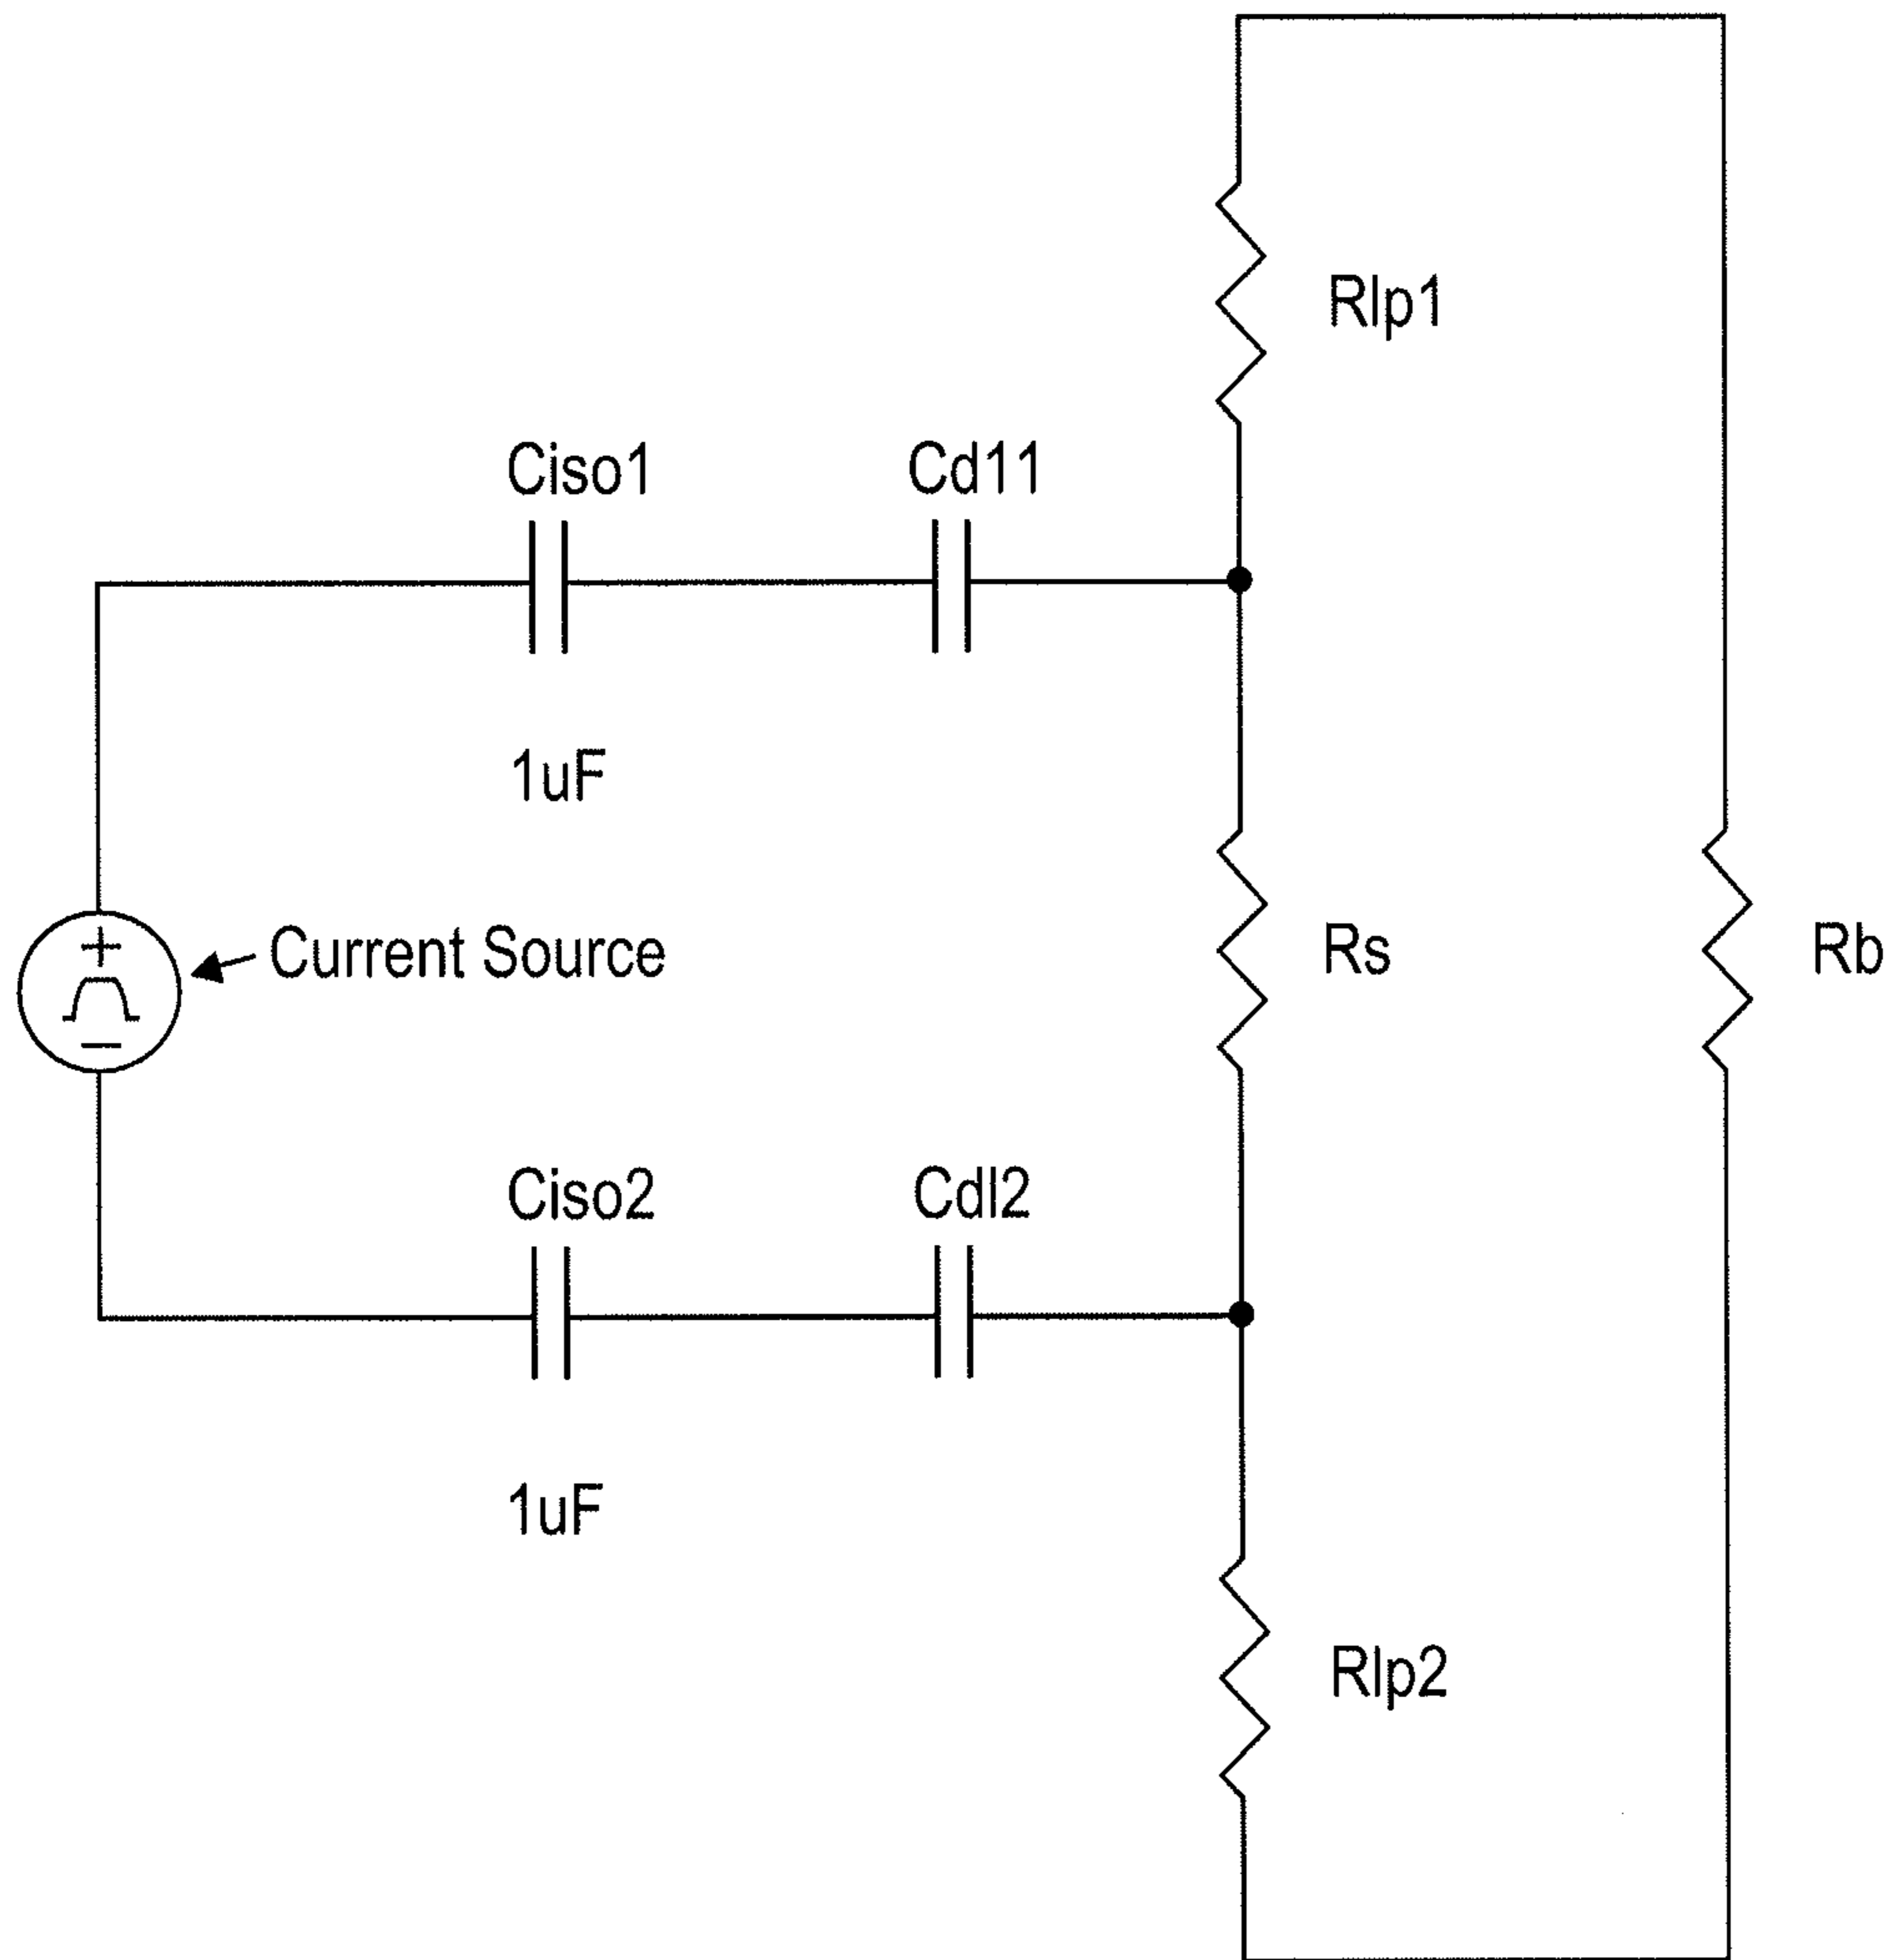 Rlp1
Ciso1
Cd11
1uF
+
Current Source
−
Rs
Rb
Ciso2
Cdl2
1uF
Rlp2